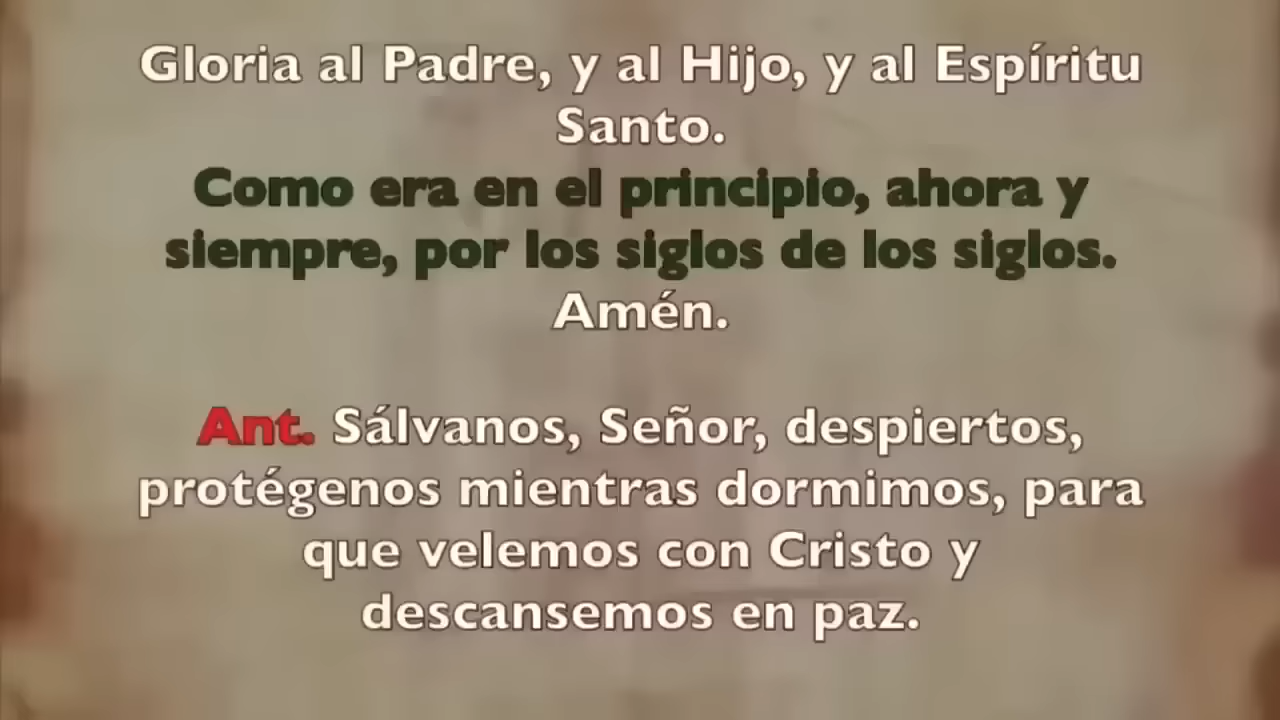 Gloria al Padre, y al Hijo, y al Espíritu
Santo.
Como era en el principio, ahora y
siempre, por los siglos de los siglos.
Amén.
Ant. Sálvanos, Señor, despiertos,
protégenos mientras dormimos, para
que velemos con Cristo y
descansemos en paz.